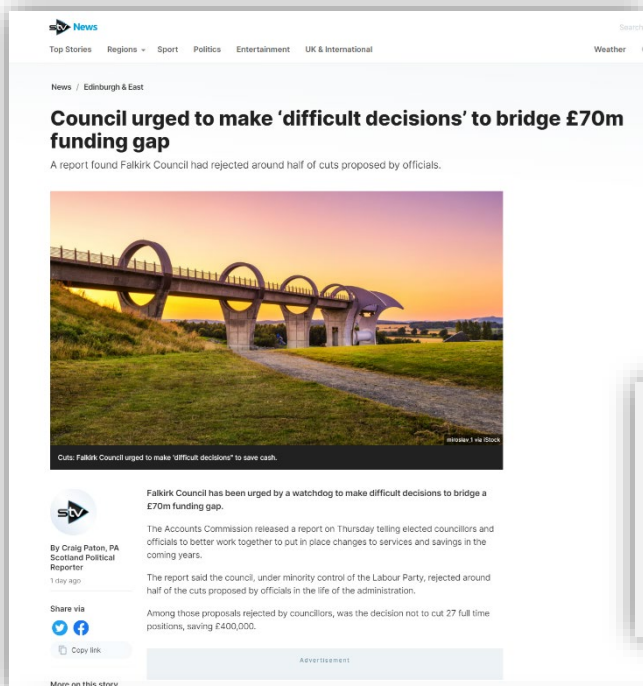 stv News
Search
Top Stories Regions Sport Politics Entertainment UK & International Weather
News / Edinburgh & East
Council urged to make ‘difficult decisions’ to bridge £70m
funding gap
A report found Falkirk Council had rejected around half of cuts proposed by officials.
miroslav_1 via iStock
Cuts: Falkirk Council urged to make "difficult decisions" to save cash.
stv
By Craig Paton, PA
Scotland Political
Reporter
1 day ago
Share via
Copy link
More on this story
Falkirk Council has been urged by a watchdog to make difficult decisions to bridge a
£70m funding gap.
The Accounts Commission released a report on Thursday telling elected councillors and
officials to better work together to put in place changes to services and savings in the
coming years.
The report said the council, under minority control of the Labour Party, rejected around
half of the cuts proposed by officials in the life of the administration.
Among those proposals rejected by councillors, was the decision not to cut 27 full time
positions, saving £400,000.
Advertisement